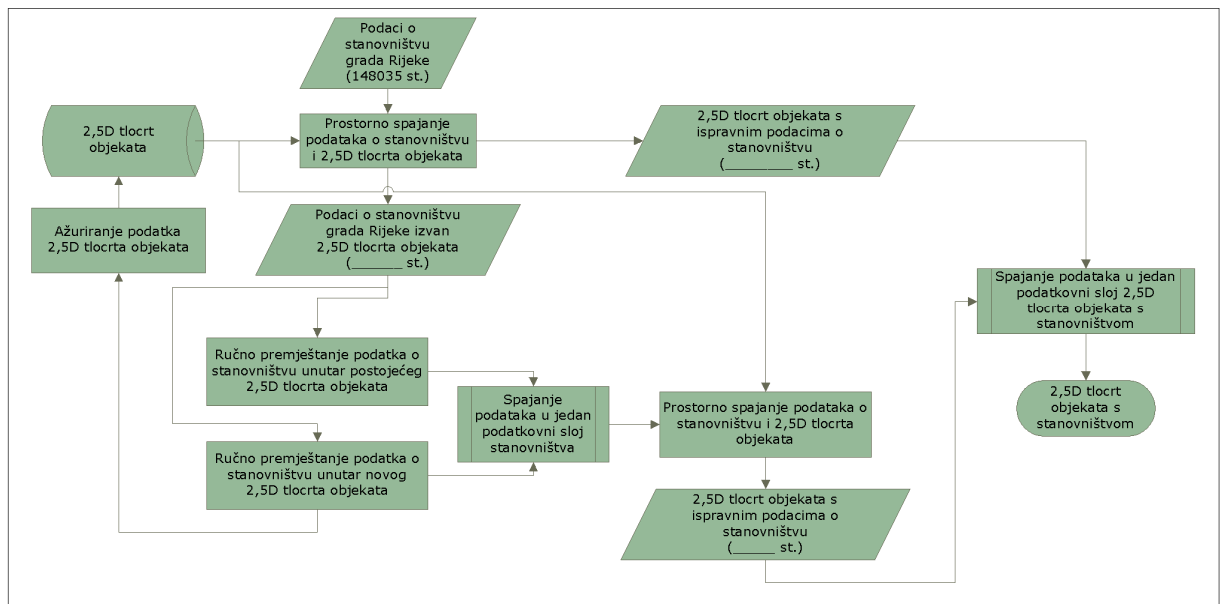 Podaci o
stanovništvu
grada Rijeke
(148035 st.)
2,5D tlocrt
objekata
Prostorno spajanje
podataka o stanovništvu
i 2,5D tlocrta objekata
2,5D tlocrt objekata s
ispravnim podacima o
stanovništvu
(________ st.)
Ažuriranje podatka
2,5D tlocrta objekata
Podaci o stanovništvu
grada Rijeke izvan
2,5D tlocrta objekata
(______ st.)
Spajanje podataka u jedan
podatkovni sloj 2,5D
tlocrta objekata s
stanovništvom
Ručno premještanje podatka o
stanovništvu unutar postojećeg
2,5D tlocrta objekata
Spajanje
podataka u jedan
podatkovni sloj
stanovništva
Prostorno spajanje podataka o
stanovništvu i 2,5D tlocrta
objekata
2,5D tlocrt
objekata s
stanovništvom
Ručno premještanje podatka o
stanovništvu unutar novog
2,5D tlocrta objekata
2,5D tlocrt objekata s
ispravnim podacima o
stanovništvu
(_____ st.)